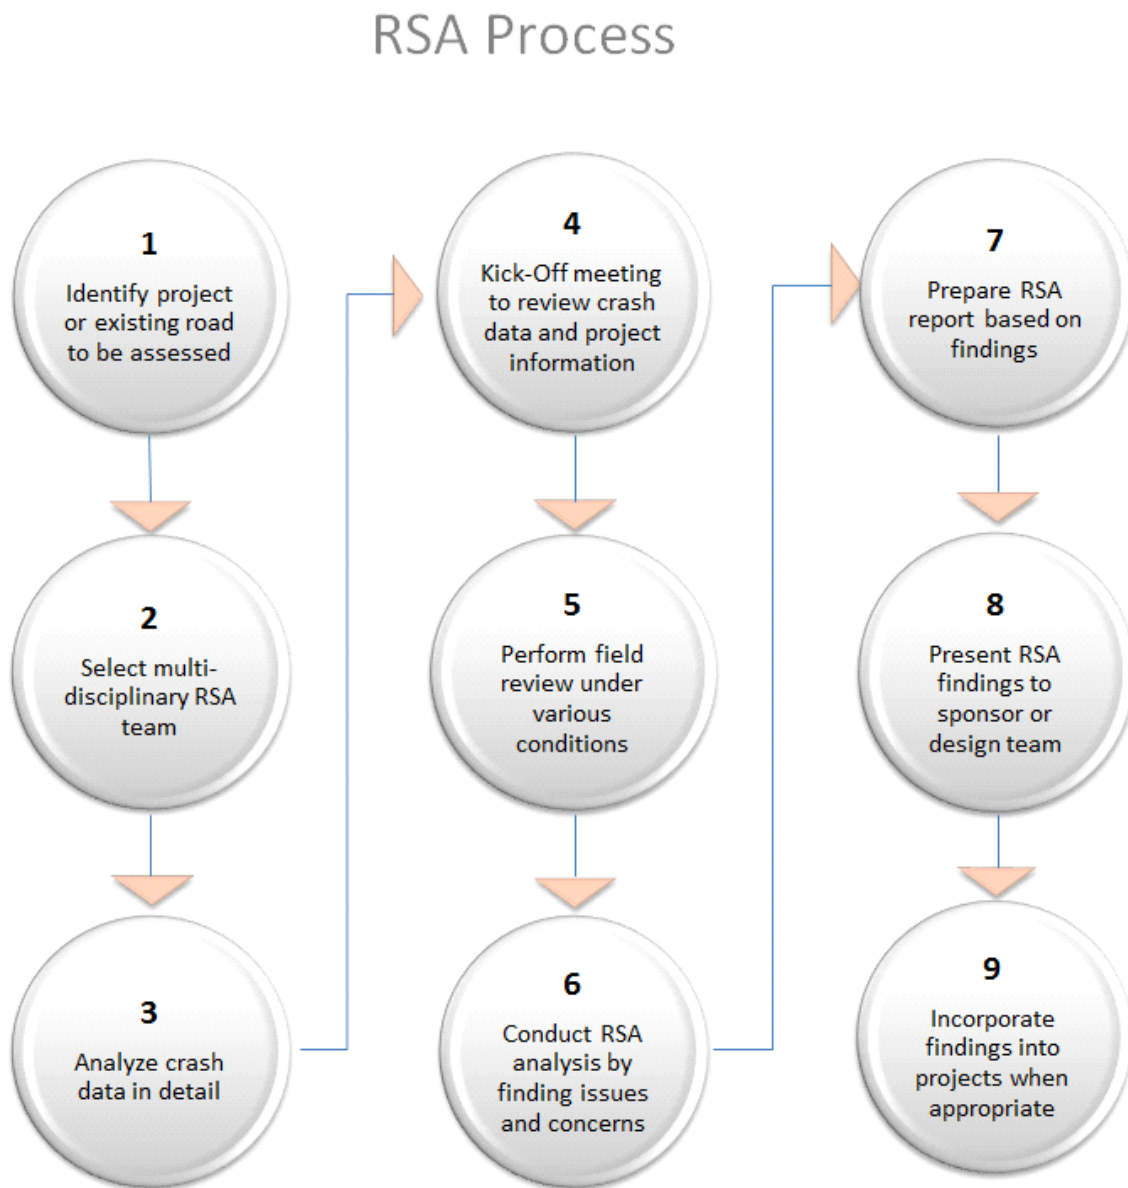 RSA Process
1
Identify project
or existing road
to be assessed
2
Select multi-
disciplinary RSA
team
3
Analyze crash
data in detail
4
Kick-Off meeting
to review crash
data and project
information
5
Perform field
review under
various
conditions
6
Conduct RSA
analysis by
finding issues
and concerns
7
Prepare RSA
report based on
findings
8
Present RSA
findings to
sponsor or
design team
9
Incorporate
findings into
projects when
appropriate